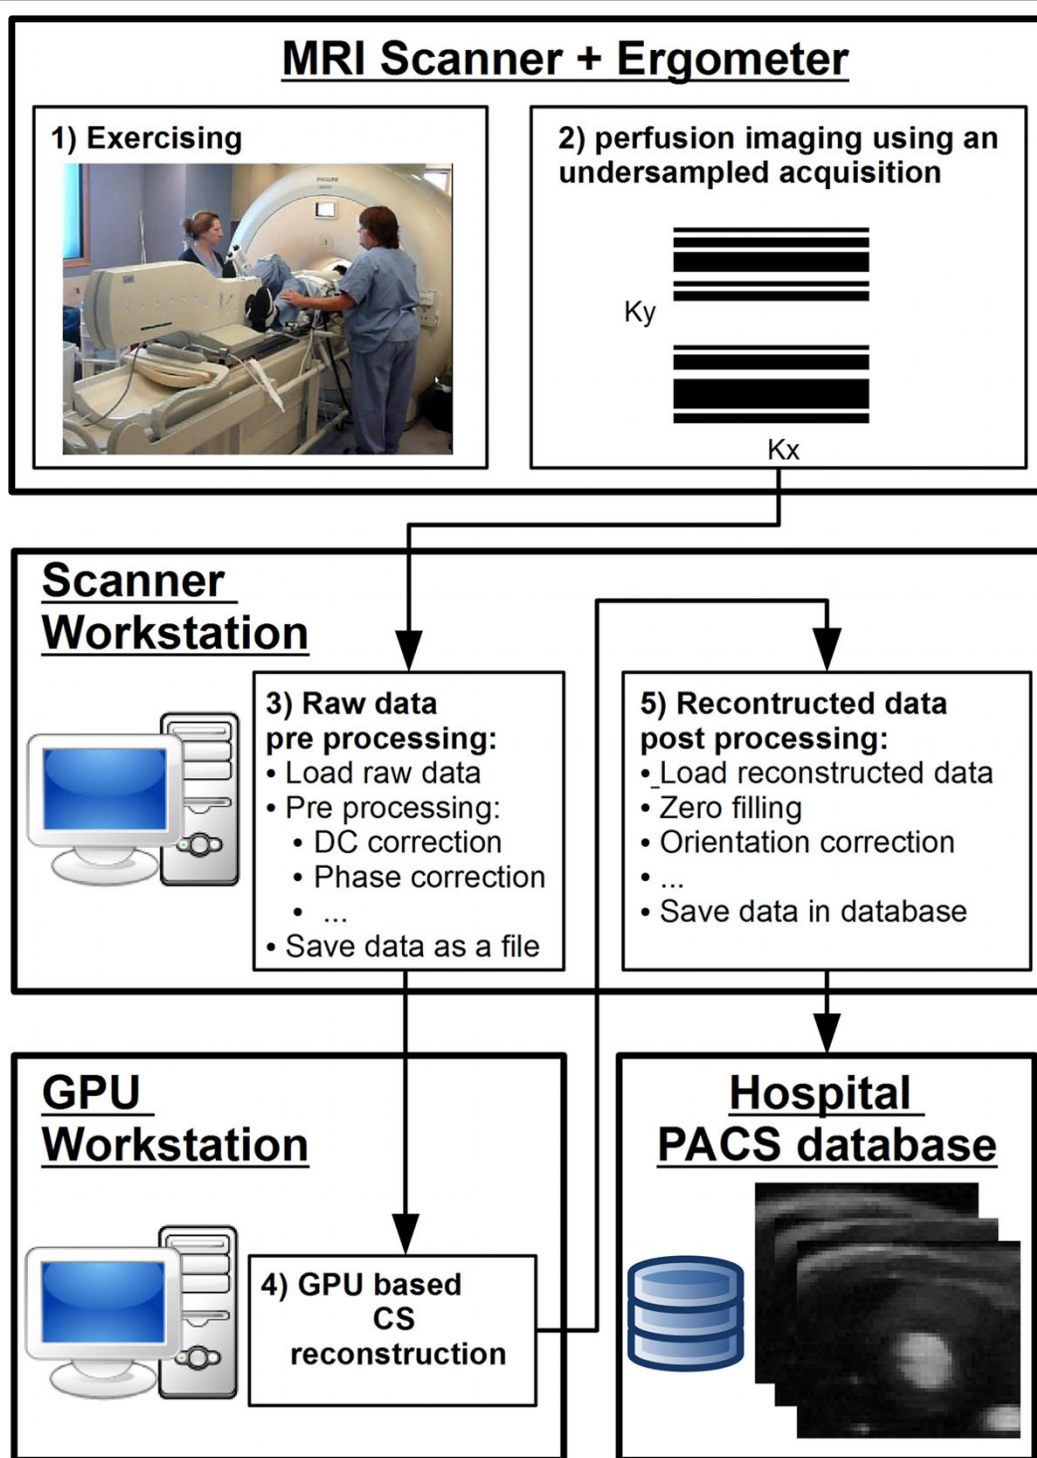 MRI Scanner + Ergometer
1) Exercising
PHILIPS
2) perfusion imaging using an
undersampled acquisition
Ky
Kx
Scanner
Workstation
3) Raw data
pre processing:
• Load raw data
• Pre processing:
• DC correction
• Phase correction
• ...
• Save data as a file
5) Recontructed data
post processing:
• Load reconstructed data
• Zero filling
• Orientation correction
• ...
• Save data in database
GPU
Workstation
4) GPU based
CS
reconstruction
Hospital
PACS database